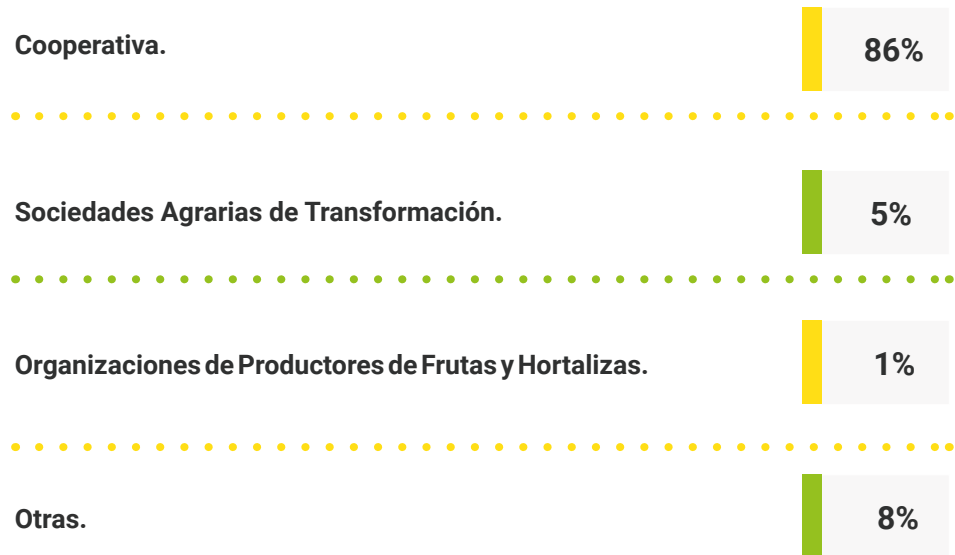 Cooperativa.
86%
Sociedades Agrarias de Transformación.
5%
Organizaciones de Productores de Frutas y Hortalizas.
1%
Otras.
8%